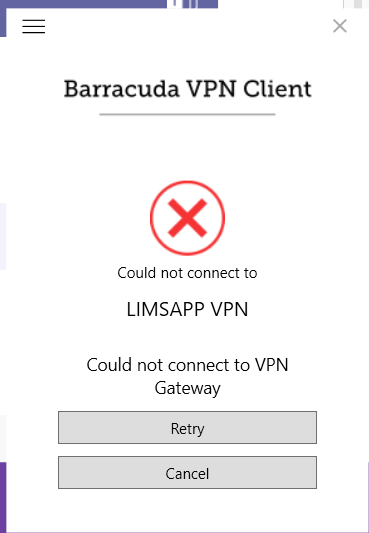 Barracuda VPN Client
Could not connect to
LIMSAPP VPN
Could not connect to VPN
Gateway
Retry
Cancel